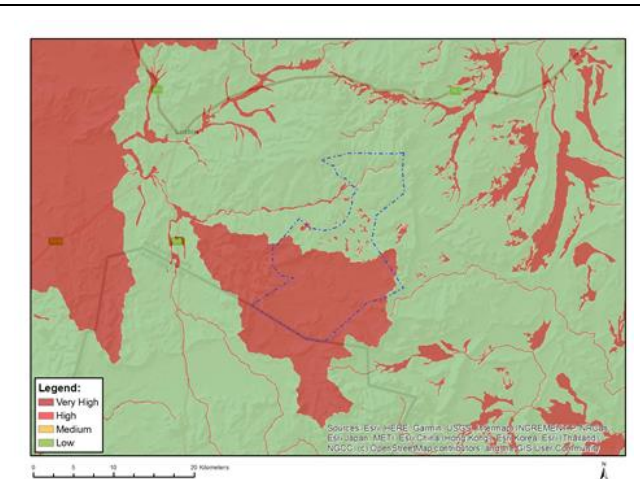 Legend:
Very High
High
Medium
Low
Sources: Esri, HERE, Garmin, USGS, Intermap, INCREMENT P, NRCan,
Esri Japan, METI, Esri China (Hong Kong), Esri Korea, Esri (Thailand),
NGCC, (c) OpenStreetMap contributors, and the GIS User Community
0 5 10 20 Kilometers
N